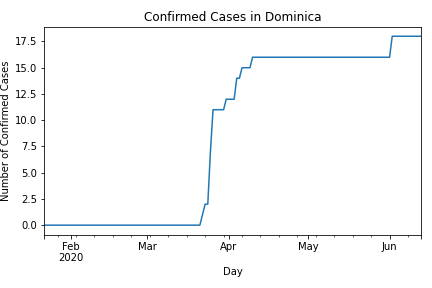 Confirmed Cases in Dominica
Number of Confirmed Cases
17.5
15.0
12.5
10.0
7.5
5.0
2.5
0.0
Feb
2020
Mar
Apr
May
Jun
Day